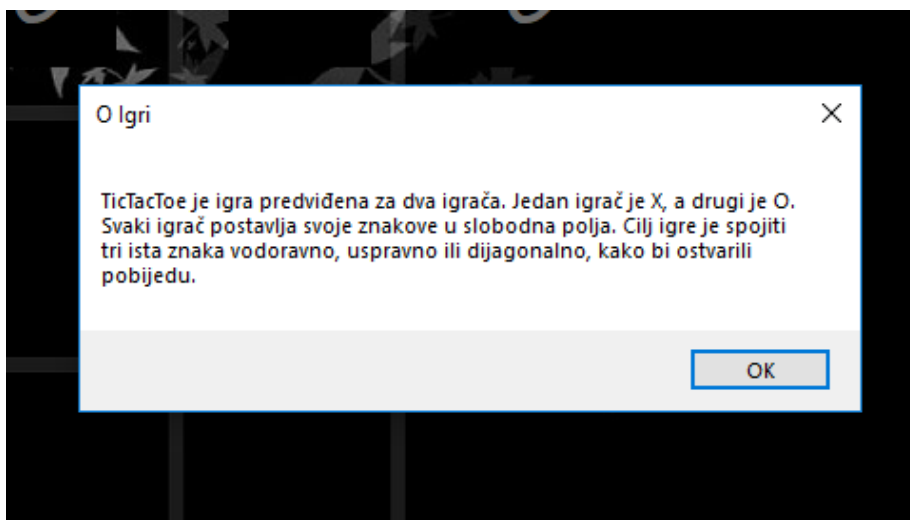 O Igri
TicTacToe je igra predviđena za dva igrača. Jedan igrač je X, a drugi je O.
Svaki igrač postavlja svoje znakove u slobodna polja. Cilj igre je spojiti
tri ista znaka vodoravno, uspravno ili dijagonalno, kako bi ostvarili
pobijedu.
OK